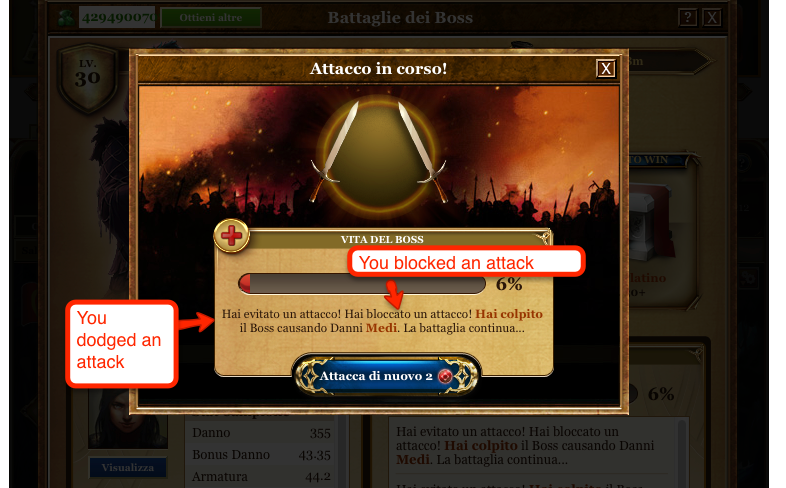 429490070
Ottieni altre
Battaglie dei Boss
?
X
LV.
30
Attacco in corso!
X
TO WIN
VITA DEL BOSS
You blocked an attack
6%
You
dodged an
attack
Hai evitato un attacco! Hai bloccato un attacco! Hai colpito
il Boss causando Danni Medi. La battaglia continua...
Attacca di nuovo 2
6%
Danno 355
Bonus Danno 43.35
Armatura 44.2
Visualizza
Hai evitato un attacco! Hai bloccato un
attacco! Hai colpito il Boss causando Danni
Medi. La battaglia continua...